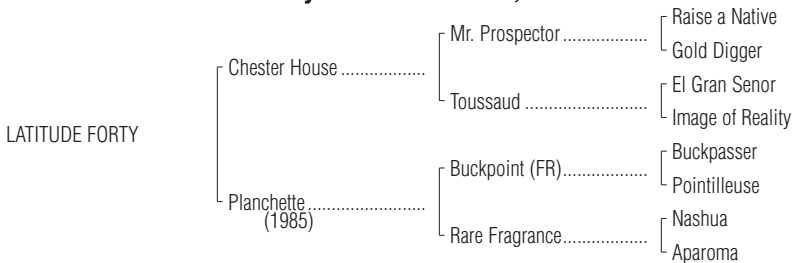 Raise a Native
Mr. Prospector
Gold Digger
Chester House
El Gran Senor
Toussaud
Image of Reality
LATITUDE FORTY
Buckpasser
Buckpoint (FR)
Pointilleuse
Planchette
(1985)
Nashua
Rare Fragrance
Aparoma